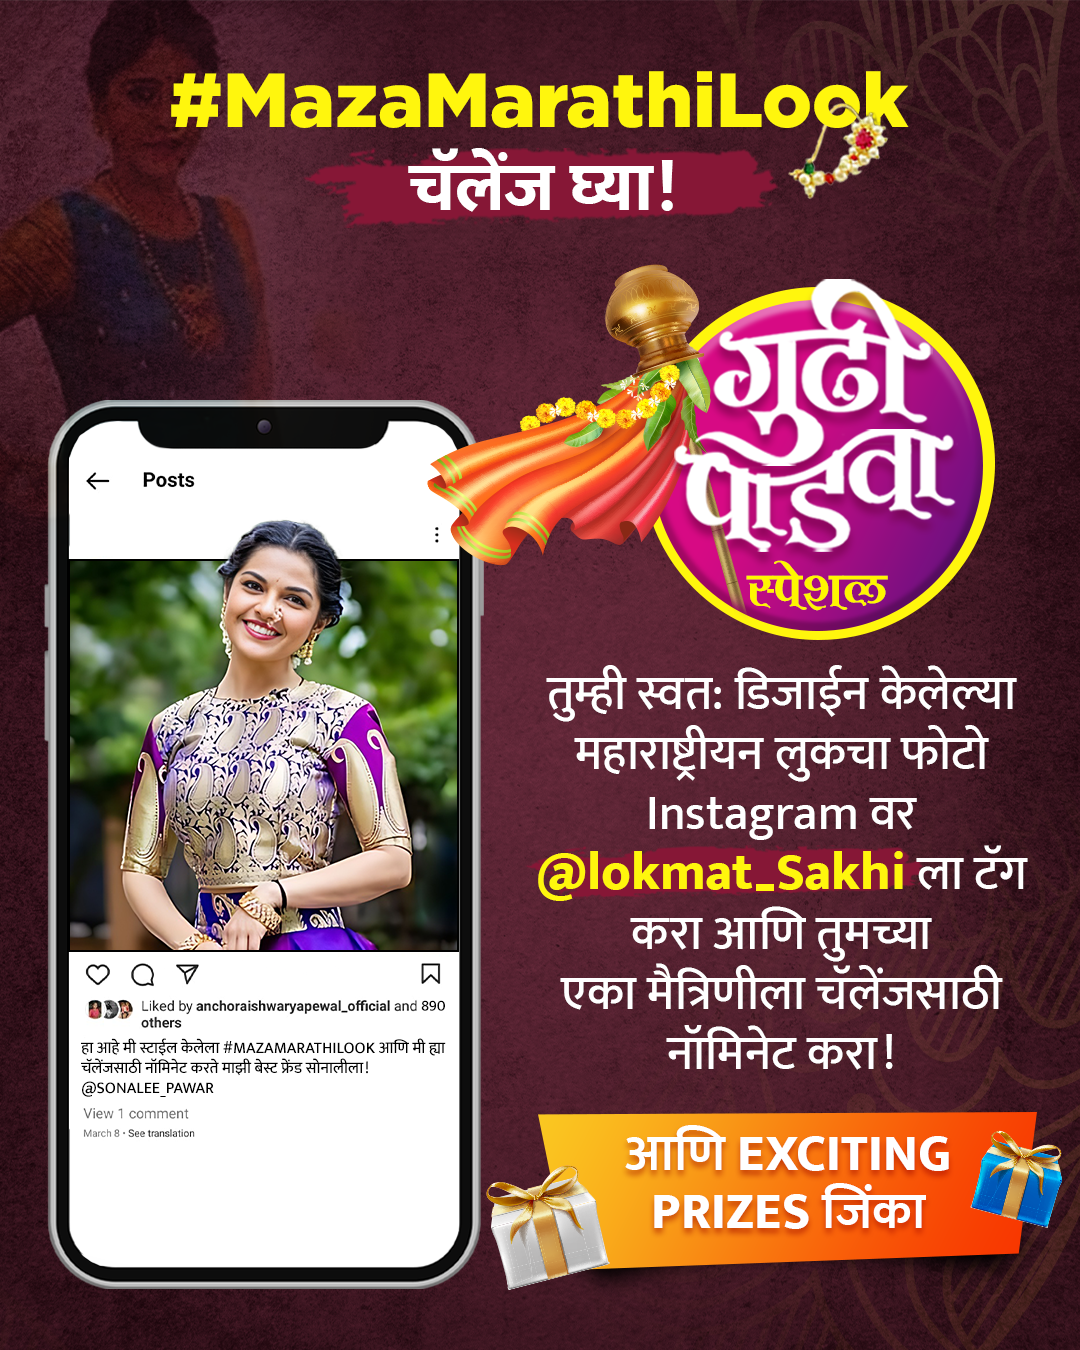 #MazaMarathiLook
चॅलेंज घ्या!
गुढी
पाडवा
स्पेशल
Posts
तुम्ही स्वत: डिजाईन केलेल्या
महाराष्ट्रीयन लुकचा फोटो
Instagram वर
@lokmat_Sakhi ला टॅग
करा आणि तुमच्या
एका मैत्रिणीला चॅलेंजसाठी
नॉमिनेट करा!
Liked by anchoraishwaryapewal_official and 890
others
हा आहे मी स्टाईल केलेला #MAZAMARATHILOOK आणि मी ह्या
चॅलेंजसाठी नॉमिनेट करते माझी बेस्ट फ्रेंड सोनालीला!
@SONALEE_PAWAR
View 1 comment
March 8 · See translation
आणि EXCITING
PRIZES जिंका